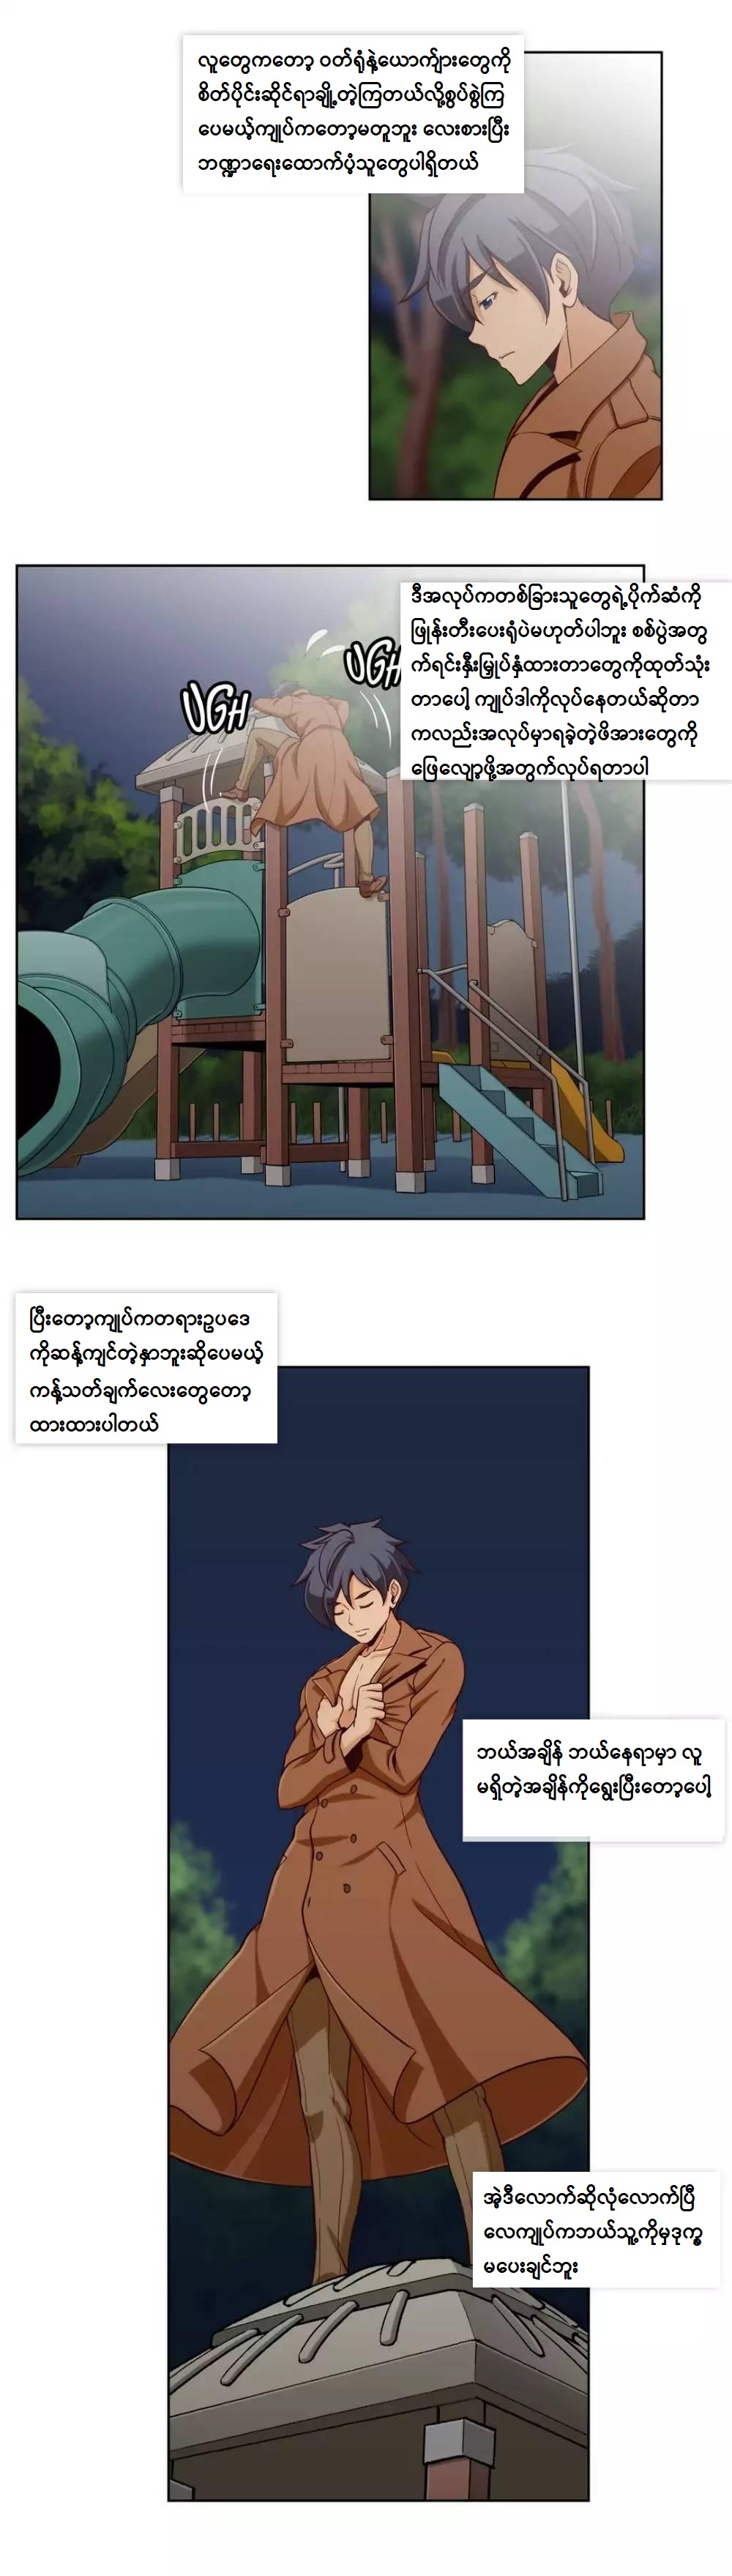 လူတွေကတော့ ဝတ်ရုံနဲ့ယောက်ျားတွေကို
စိတ်ပိုင်းဆိုင်ရာချို့တဲ့ကြတယ်လို့စွပ်စွဲကြ
ပေမယ့်ကျုပ်ကတော့မတူဘူး လေးစားပြီး
ဘဏ္ဍာရေးထောက်ပံ့သူတွေပါရှိတယ်
ဒီအလုပ်ကတစ်ခြားသူတွေရဲ့ပိုက်ဆံကို
ဖြုန်းတီးပေးရုံပဲမဟုတ်ပါဘူး စစ်ပွဲအတွ
က်ရင်းနှီးမြှုပ်နှံထားတာတွေကိုထုတ်သုံး
တာပေါ့ ကျုပ်ဒါကိုလုပ်နေတယ်ဆိုတာ
ကလည်းအလုပ်မှာရခဲ့တဲ့ဖိအားတွေကို
ဖြေလျော့ဖို့အတွက်လုပ်ရတာပါ
UGH
UGH
ပြီးတော့ကျုပ်ကတရားဥပဒေ
ကိုဆန့်ကျင်တဲ့နှာဘူးဆိုပေမယ့်
ကန့်သတ်ချက်လေးတွေတော့
ထားထားပါတယ်
ဘယ်အချိန် ဘယ်နေရာမှာ လူ
မရှိတဲ့အချိန်ကိုရွေးပြီးတော့ပေါ့
အဲ့ဒီလောက်ဆိုလုံလောက်ပြီ
လေကျုပ်ကဘယ်သူ့ကိုမှဒုက္ခ
မပေးချင်ဘူး